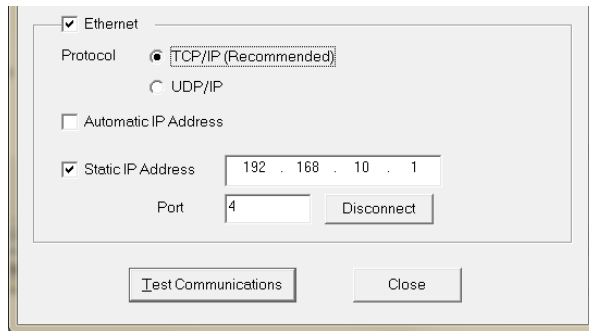 Ethernet
Protocol
TCP/IP (Recommended)
UDP/IP
Automatic IP Address
Static IP Address 192 . 168 . 10 . 1
Port 4 Disconnect
Test Communications Close